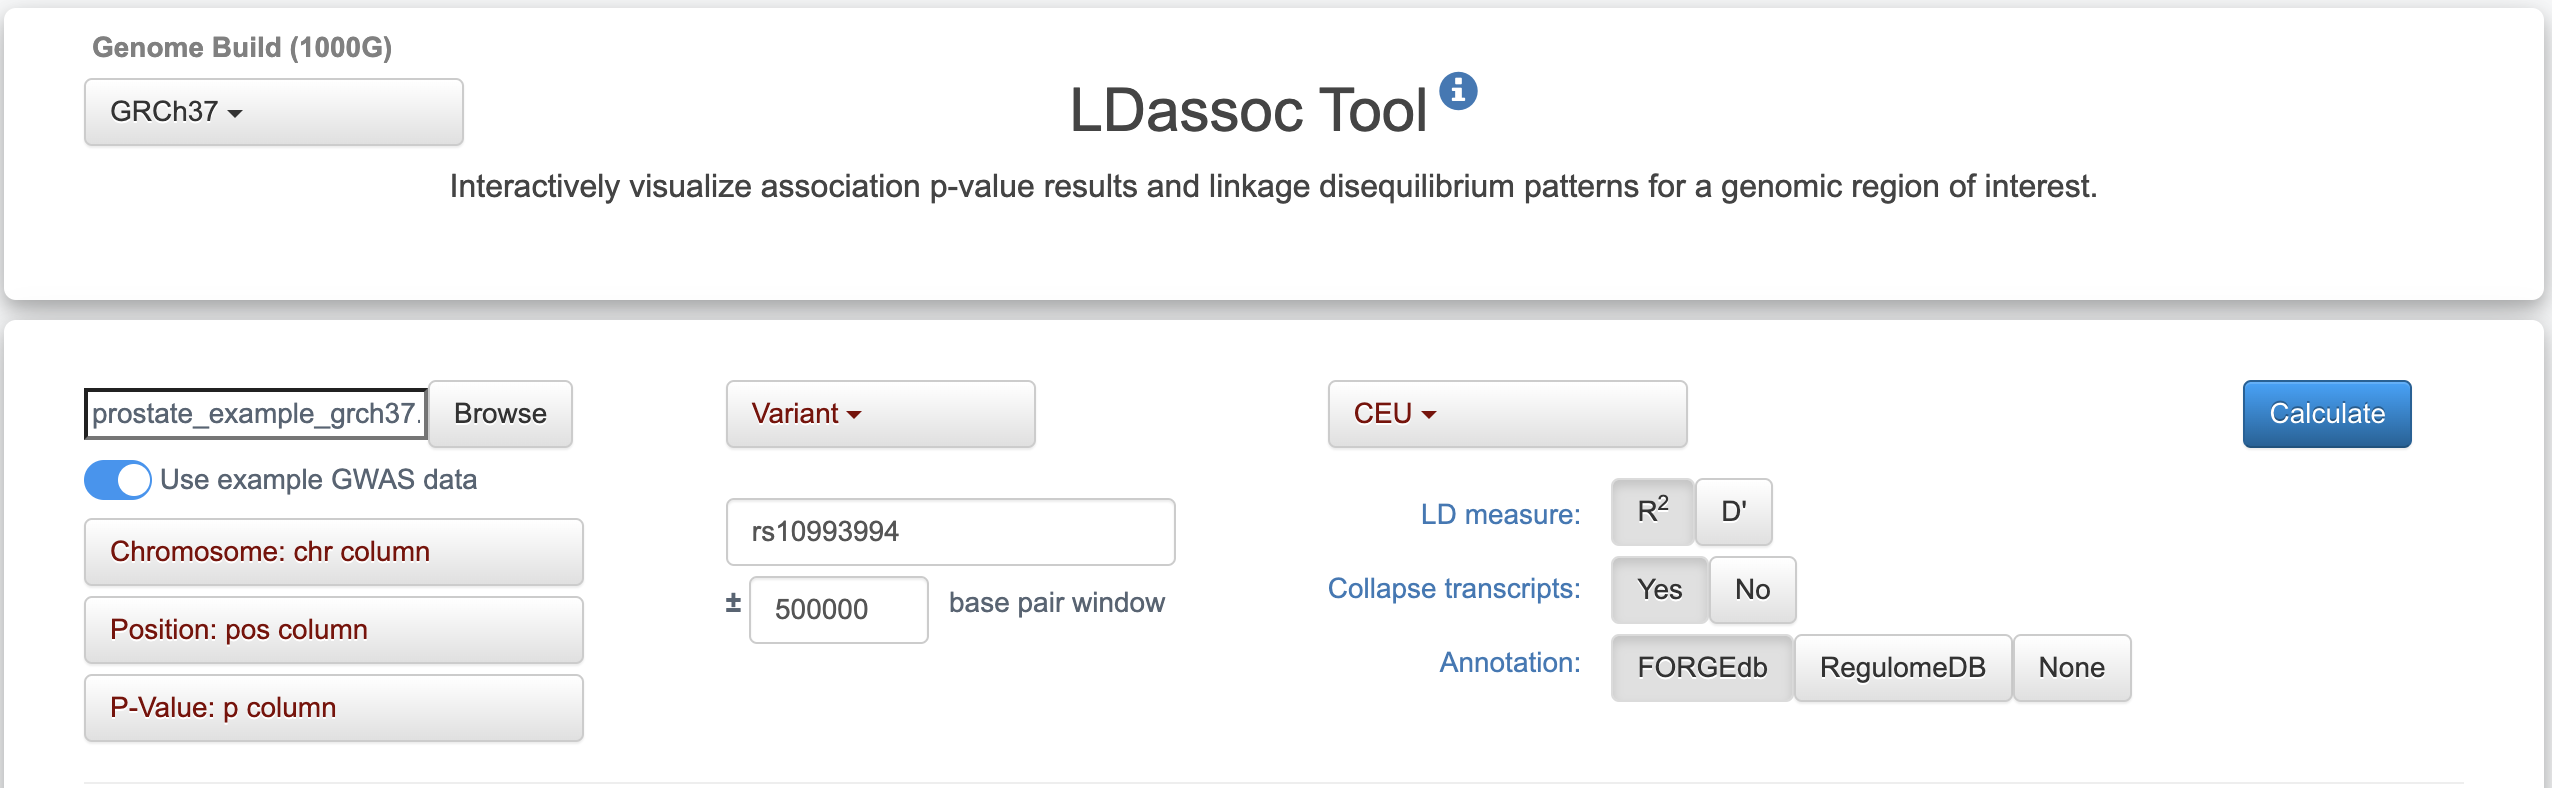 Genome Build (1000G)
GRCh37
LDassoc Tool
Interactively visualize association p-value results and linkage disequilibrium patterns for a genomic region of interest.
prostate_example_grch37.
Browse
Use example GWAS data
Chromosome: chr column
Position: pos column
P-Value: p column
Variant
rs10993994
± 500000 base pair window
CEU
LD measure: R² D'
Collapse transcripts: Yes No
Annotation: FORGEdb RegulomeDB None
Calculate